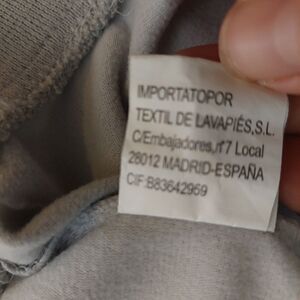 IMPORTATOPOR
TEXTIL DE LAVAPIÉS,S.L.
C/Embajadores,nº7 Local
28012 MADRID-ESPAÑA
CIF:B83642959